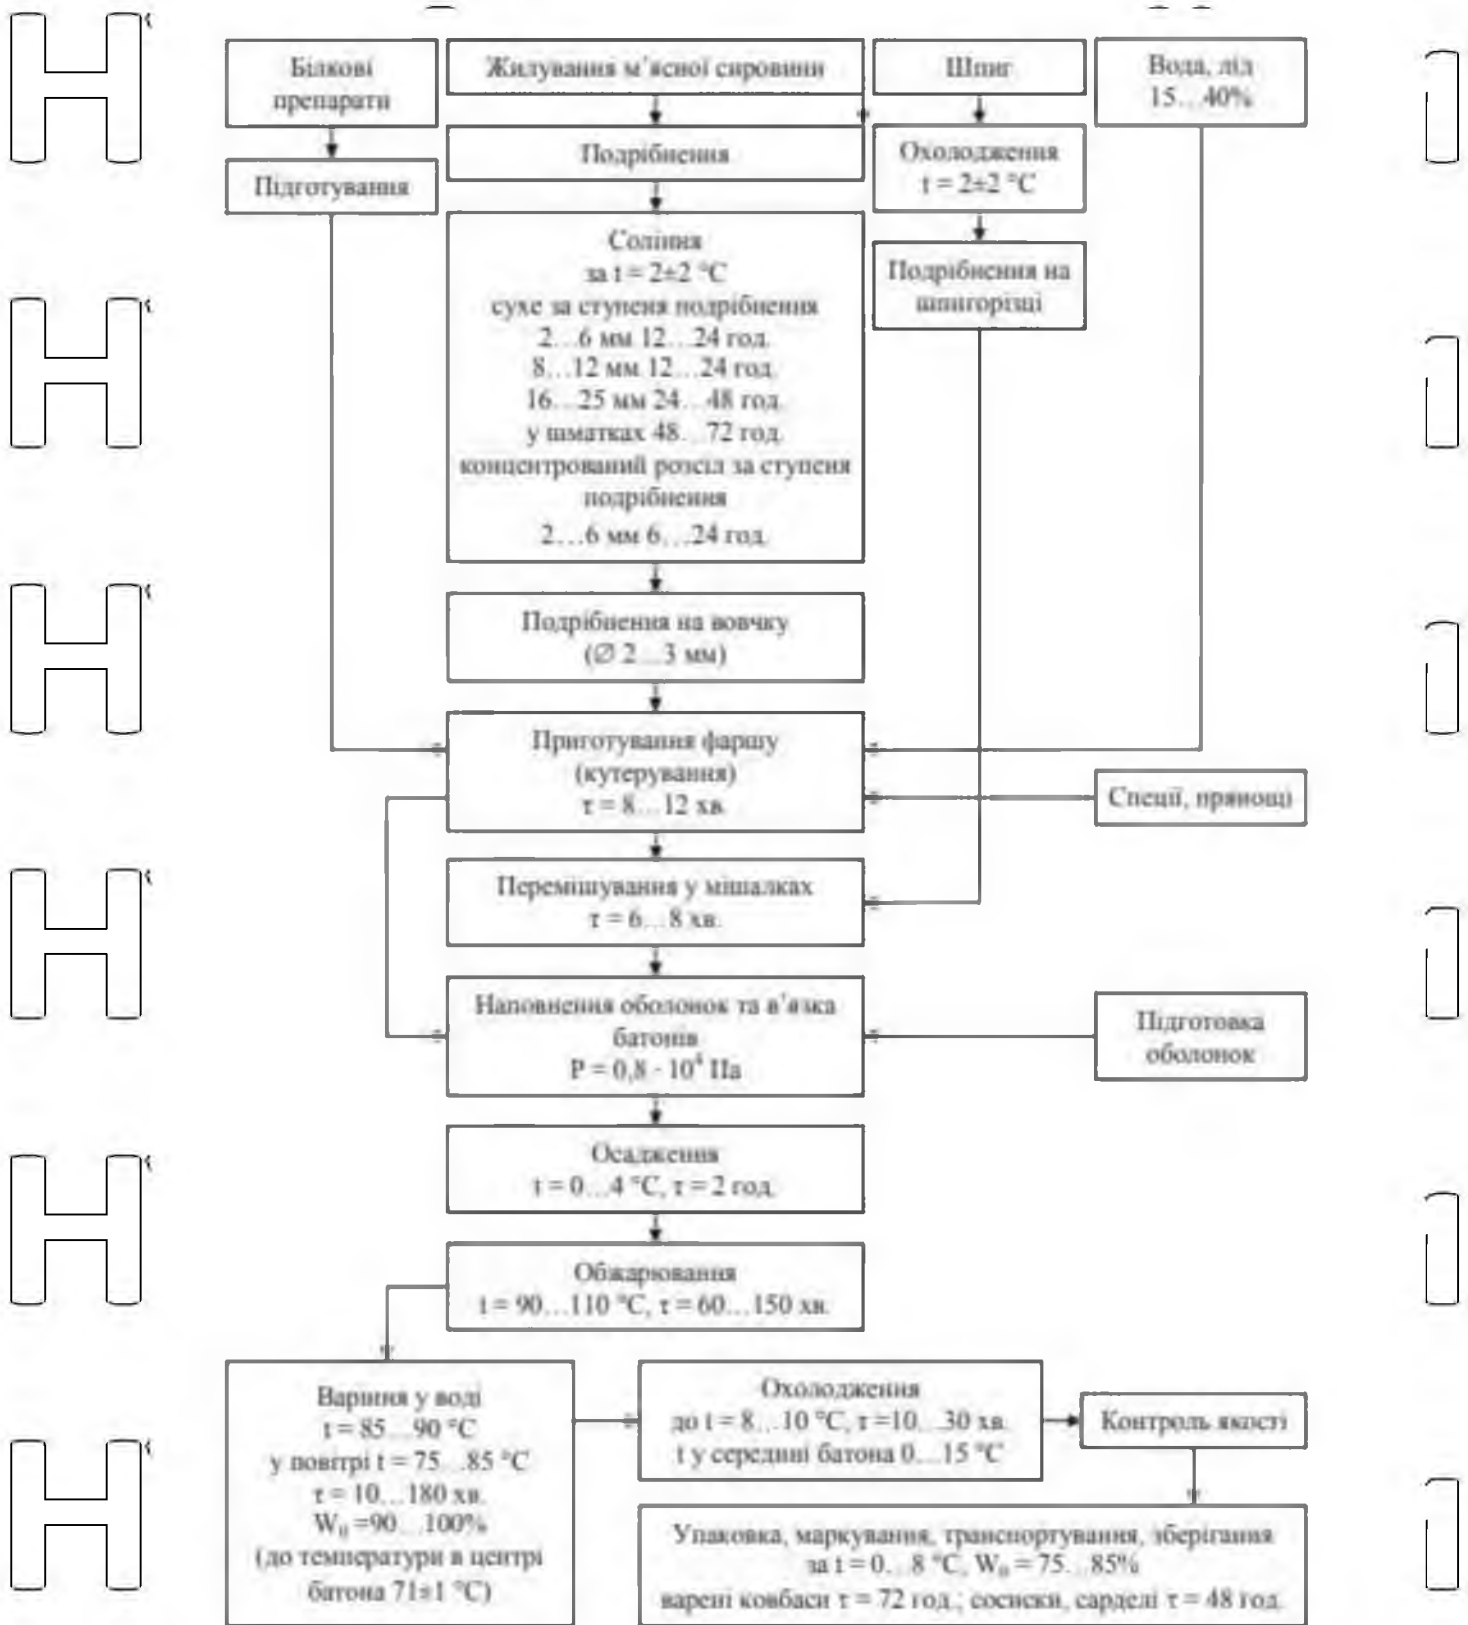 Білкові
препарати
Жилування м’ясної сировини
Шпиг
Вода, лід
15…40%
Підготування
Подрібнення
Охолодження
t = 2±2 °C
Соління
за t = 2±2 °C
сухе за ступеня подрібнення
2…6 мм 12…24 год.
8…12 мм 12…24 год.
16…25 мм 24…48 год.
у шматках 48…72 год.
концентрований розсіл за ступеня
подрібнення
2…6 мм 6…24 год.
Подрібнення на
шпигорізці
Подрібнення на вовчку
(∅ 2…3 мм)
Приготування фаршу
(кутерування)
τ = 8…12 хв.
Спеції, прянощі
Перемішування у мішалках
τ = 6…8 хв.
Наповнення оболонок та в’язка
батонів
P = 0,8 · 10⁴ Па
Підготовка
оболонок
Осадження
t = 0…4 °C, τ = 2 год.
Обжарювання
t = 90…110 °C, τ = 60…150 хв.
Варіння у воді
t = 85…90 °C
у повітрі t = 75…85 °C
τ = 10…180 хв.
W₀ =90…100%
(до температури в центрі
батона 71±1 °C)
Охолодження
до t = 8…10 °C, τ =10…30 хв.
t у середині батона 0…15 °C
Контроль якості
Упаковка, маркування, транспортування, зберігання
за t = 0…8 °C, W₀ = 75…85%
варені ковбаси τ = 72 год.; сосиски, сарделі τ = 48 год.